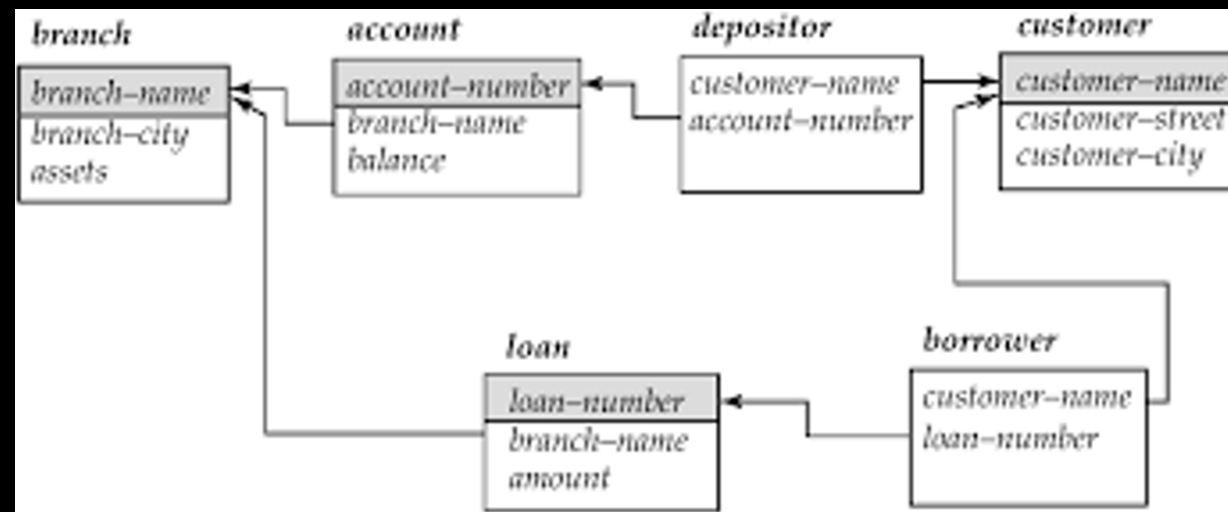 branch
branch–name
branch–city
assets
account
account–number
branch–name
balance
depositor
customer–name
account–number
customer
customer–name
customer–street
customer–city
loan
loan–number
branch–name
amount
borrower
customer–name
loan–number